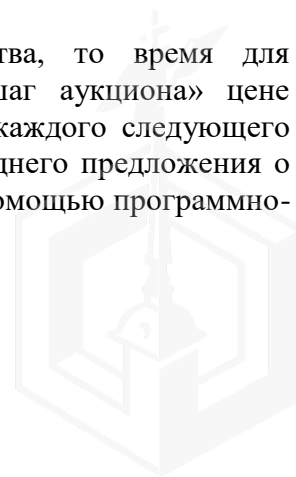 тва, то время для
шаг аукциона» цене
каждого следующего
днего предложения о
омощью программно-